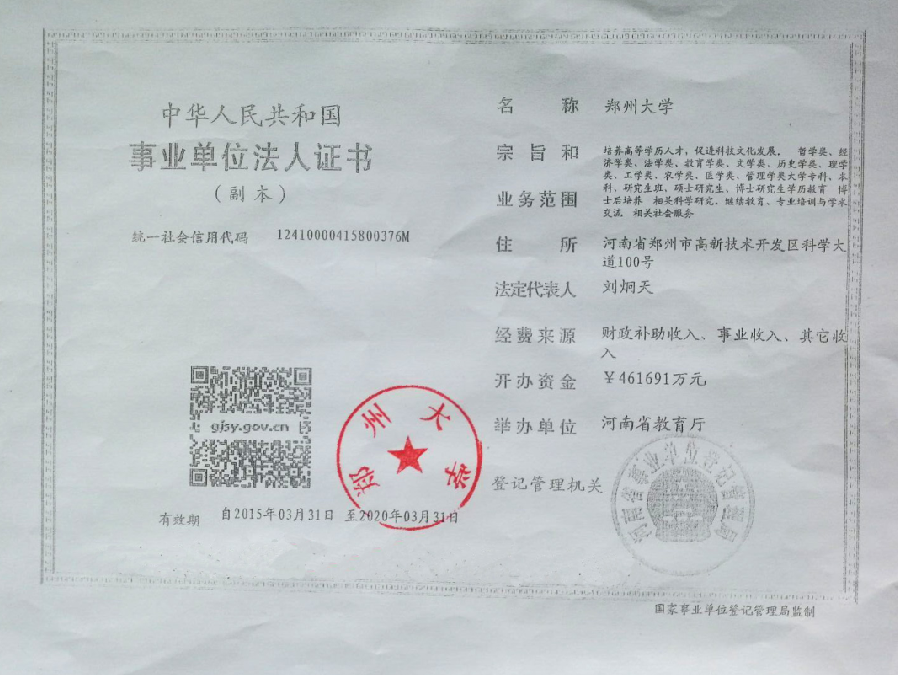 中华人民共和国
事业单位法人证书
（副本）
统一社会信用代码 12410000415800376M
gjsy.gov.cn
郑州大学
有效期 自2015年03月31日 至2020年03月31日
名称 郑州大学
宗旨和
业务范围
培养高等学历人才，促进科技文化发展。 哲学类、经
济学类、法学类、教育学类、文学类、历史学类、理学
类、工学类、农学类、医学类、管理学类大学专科、本
科、研究生班、硕士研究生、博士研究生学历教育 博
士后培养 相关科学研究、继续教育、专业培训与学术
交流 相关社会服务
住所 河南省郑州市高新技术开发区科学大
道100号
法定代表人 刘炯天
经费来源 财政补助收入、事业收入、其它收
入
开办资金 ￥461691万元
举办单位 河南省教育厅
登记管理机关
河南省事业单位登记管理局
国家事业单位登记管理局监制